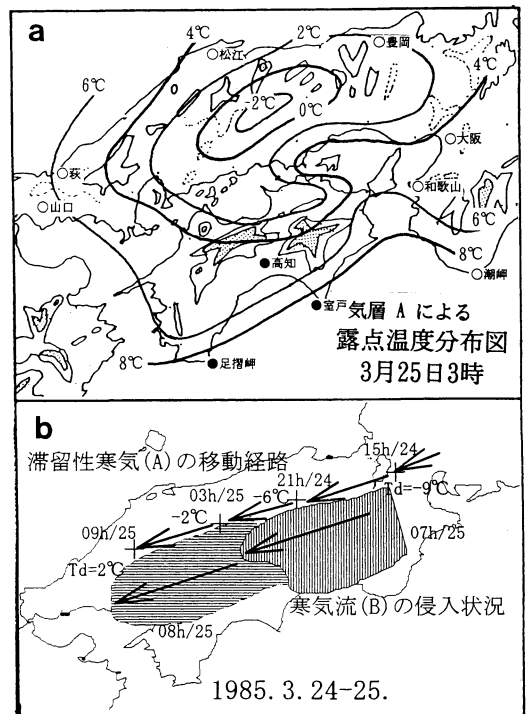 a
4℃
2℃
豊岡
松江
4℃
6℃
-2℃
0℃
大阪
萩
和歌山
山口
6℃
高知
8℃
潮岬
室戸
気層 A による
露点温度分布図
8℃
足摺岬
3月25日3時
b
15h/24
滞留性寒気(A)の移動経路
21h/24
03h/25
-6℃
Td=-9℃
-2℃
09h/25
07h/25
Td=2℃
寒気流(B)の侵入状況
08h/25
1985. 3. 24-25.